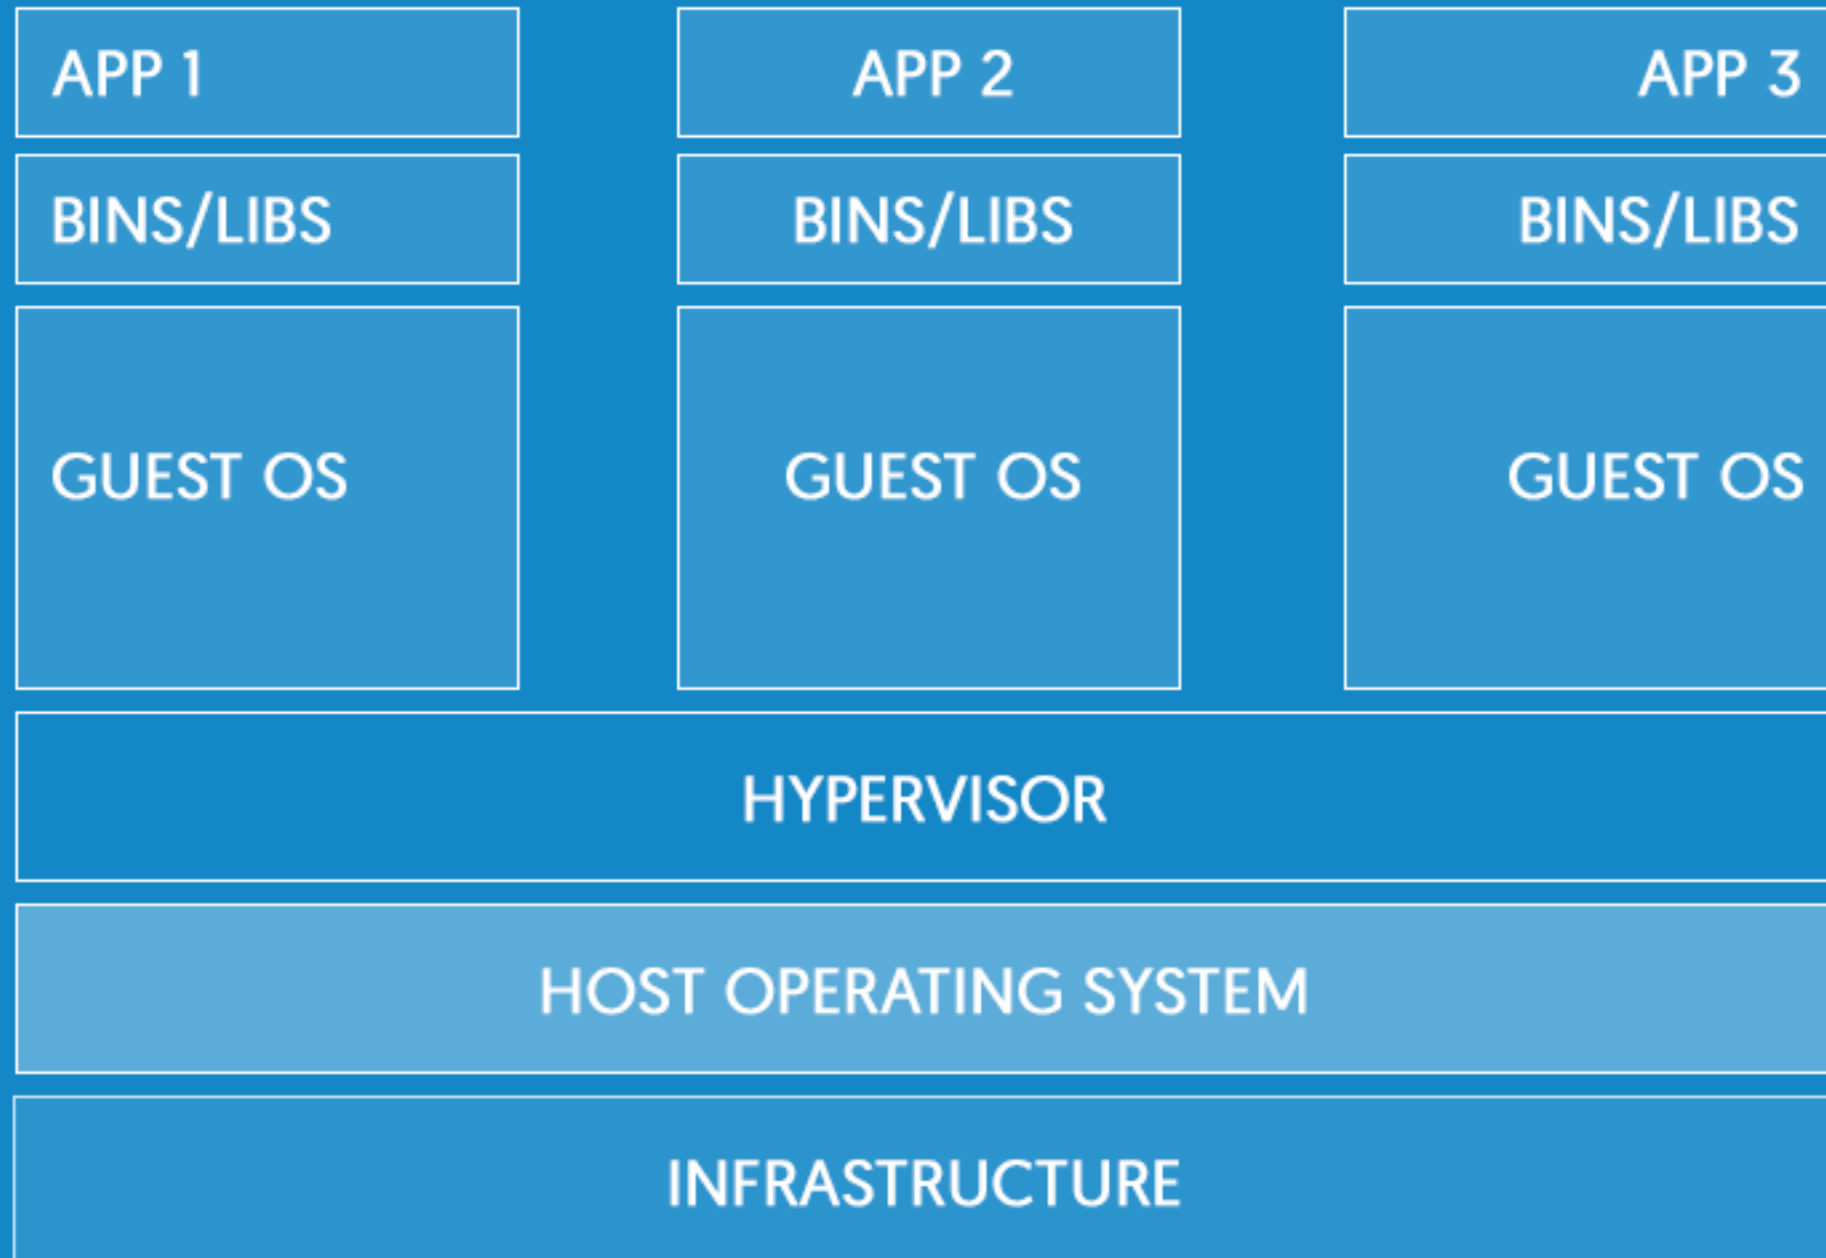 APP 1 APP 2 APP 3
BINS/LIBS BINS/LIBS BINS/LIBS
GUEST OS GUEST OS GUEST OS
HYPERVISOR
HOST OPERATING SYSTEM
INFRASTRUCTURE